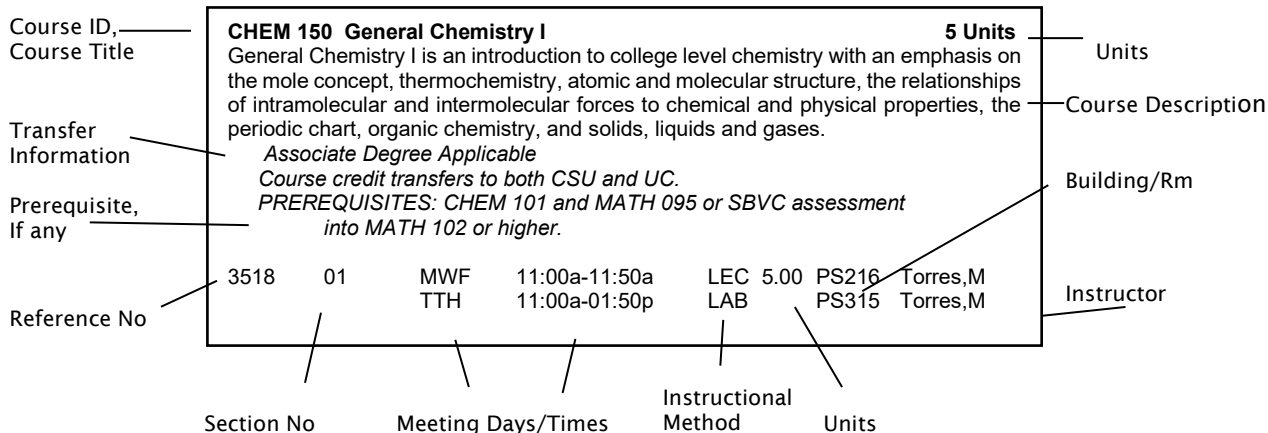 Course ID,
Course Title
CHEM 150 General Chemistry I 5 Units
Units
General Chemistry I is an introduction to college level chemistry with an emphasis on
the mole concept, thermochemistry, atomic and molecular structure, the relationships
of intramolecular and intermolecular forces to chemical and physical properties, the
periodic chart, organic chemistry, and solids, liquids and gases.
Course Description
Transfer
Information
Associate Degree Applicable
Course credit transfers to both CSU and UC.
PREREQUISITES: CHEM 101 and MATH 095 or SBVC assessment
into MATH 102 or higher.
Building/Rm
Prerequisite,
If any
3518 01 MWF 11:00a-11:50a LEC 5.00 PS216 Torres,M
TTH 11:00a-01:50p LAB PS315 Torres,M
Instructor
Reference No
Section No
Meeting Days/Times
Instructional
Method
Units